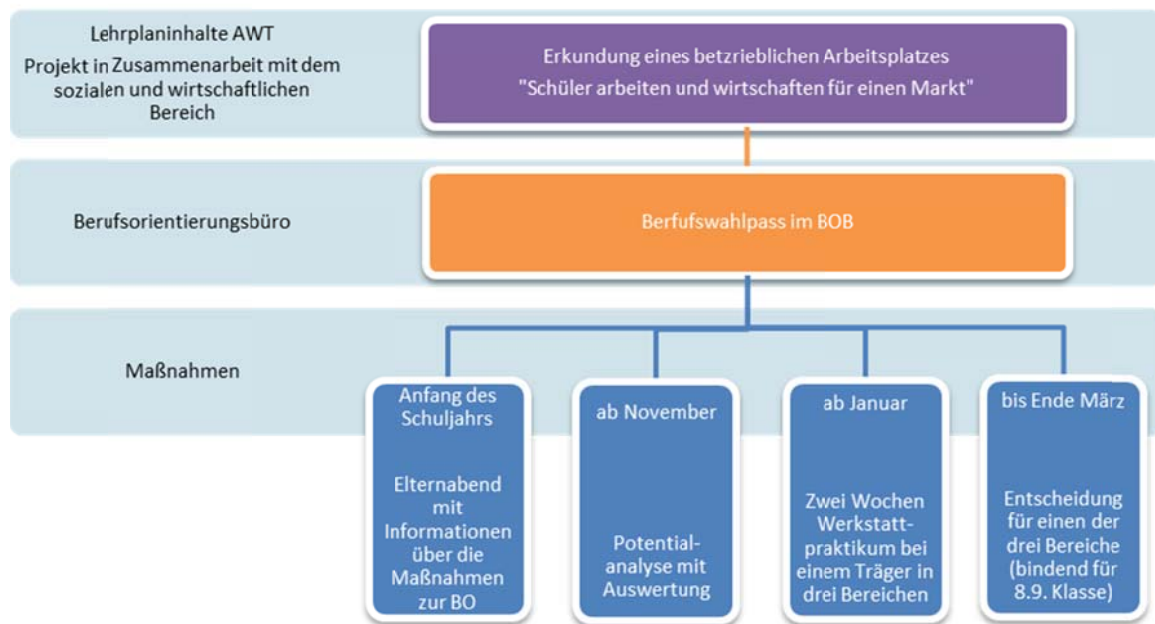 Lehrplaninhalte AWT
Projekt in Zusammenarbeit mit dem
sozialen und wirtschaftlichen
Bereich
Erkundung eines betzrieblichen Arbeitsplatzes
"Schüler arbeiten und wirtschaften für einen Markt"
Berufsorientierungsbüro
Berfufswahlpass im BOB
Maßnahmen
Anfang des
Schuljahrs
Elternabend
mit
Informationen
über die
Maßnahmen
zur BO
ab November
Potential-
analyse mit
Auswertung
ab Januar
Zwei Wochen
Werkstatt-
praktikum bei
einem Träger in
drei Bereichen
bis Ende März
Entscheidung
für einen der
drei Bereiche
(bindend für
8.9. Klasse)